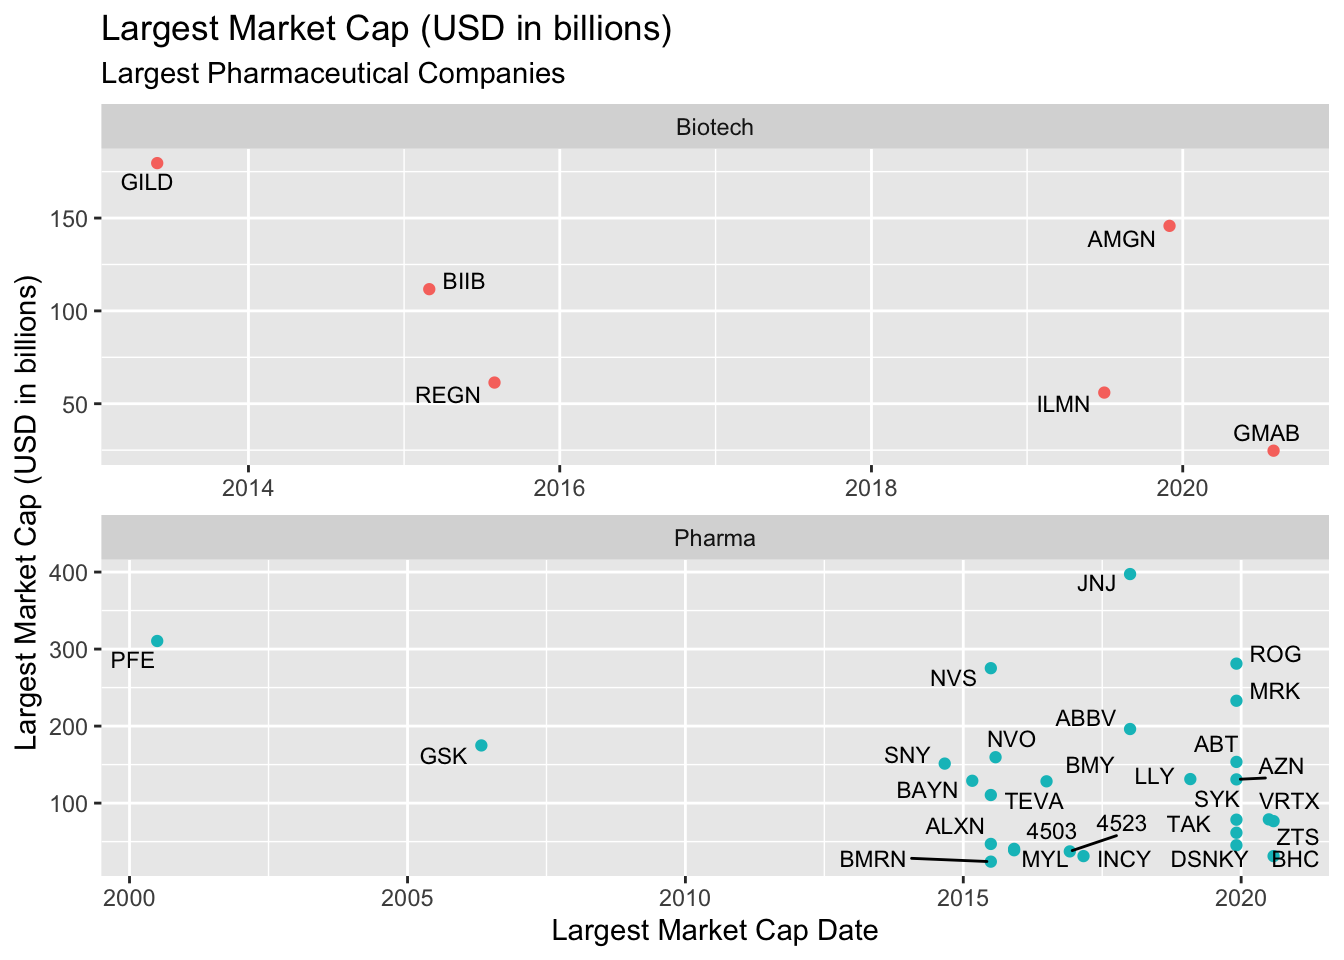 Largest Market Cap (USD in billions)
Largest Pharmaceutical Companies
Biotech
GILD
150
AMGN
BIIB
100
REGN
ILMN
50
GMAB
2014 2016 2018 2020
Largest Market Cap (USD in billions)
Pharma
400
JNJ
300
ROG
PFE
NVS
MRK
200
ABBV
NVO
ABT
GSK
SNY
BMY
AZN
LLY
BAYN
100
TEVA
SYK
VRTX
ALXN
4503
4523
TAK
ZTS
BMRN
MYL
INCY
DSNKY
BHC
2000 2005 2010 2015 2020
Largest Market Cap Date